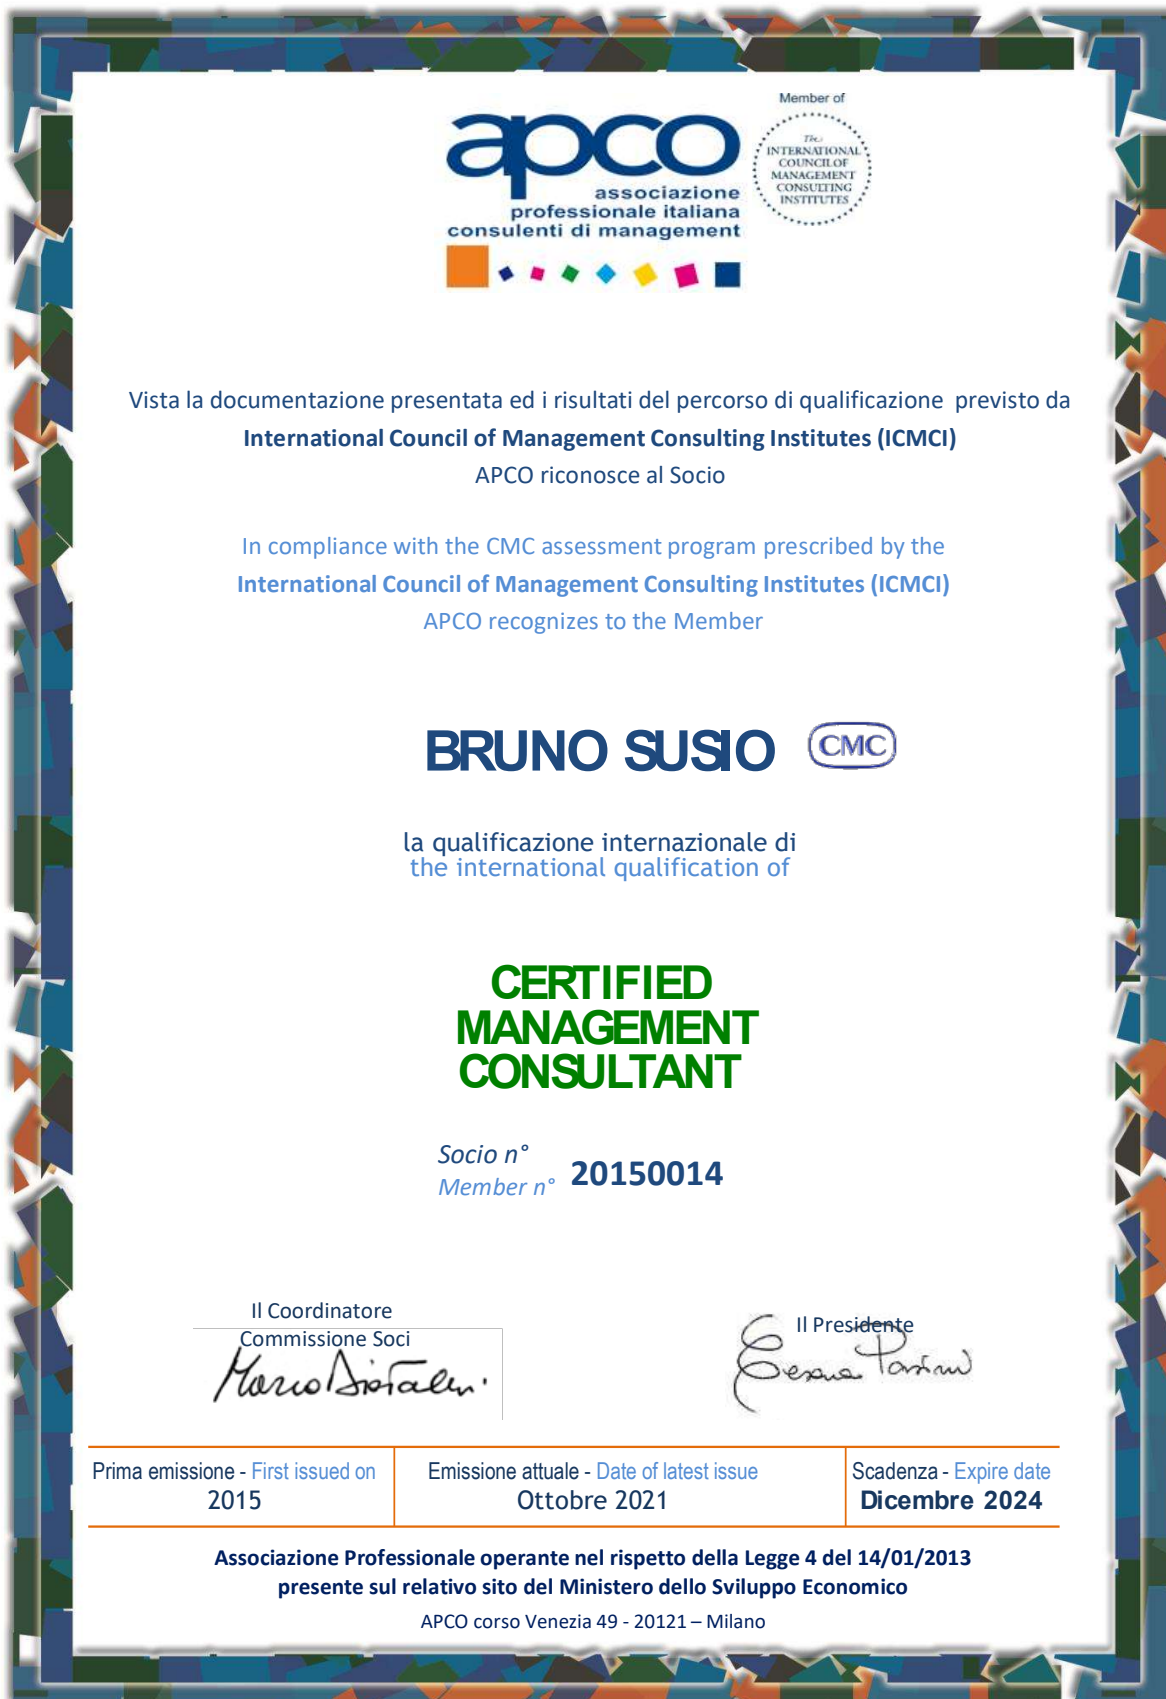 Member of
apco
associazione
professionale italiana
consulenti di management
The
INTERNATIONAL
COUNCIL OF
MANAGEMENT
CONSULTING
INSTITUTES
Vista la documentazione presentata ed i risultati del percorso di qualificazione previsto da
International Council of Management Consulting Institutes (ICMCI)
APCO riconosce al Socio
In compliance with the CMC assessment program prescribed by the
International Council of Management Consulting Institutes (ICMCI)
APCO recognizes to the Member
BRUNO SUSIO CMC
la qualificazione internazionale di
the international qualification of
CERTIFIED
MANAGEMENT
CONSULTANT
Socio n°
Member n° 20150014
Il Coordinatore
Commissione Soci
Il Presidente
Prima emissione - First issued on
2015
Emissione attuale - Date of latest issue
Ottobre 2021
Scadenza - Expire date
Dicembre 2024
Associazione Professionale operante nel rispetto della Legge 4 del 14/01/2013
presente sul relativo sito del Ministero dello Sviluppo Economico
APCO corso Venezia 49 - 20121 – Milano